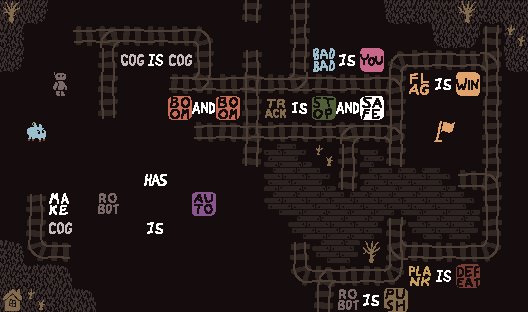 COG IS COG
BAD BAD IS YOU
FLAG IS WIN
BOOM AND BOOM
TRACK IS STOP AND SAFE
HAS
MAKE ROBOT AUTO
COG IS
PLANK IS DEFEAT
ROBOT IS PUSH